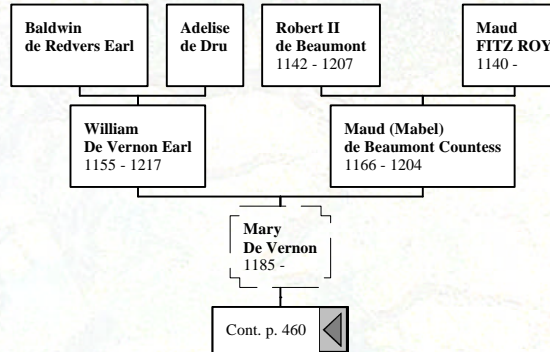 Baldwin
de Redvers Earl
Adelise
de Dru
Robert II
de Beaumont
1142 - 1207
Maud
FITZ ROY
1140 -
William
De Vernon Earl
1155 - 1217
Maud (Mabel)
de Beaumont Countess
1166 - 1204
Mary
De Vernon
1185 -
Cont. p. 460